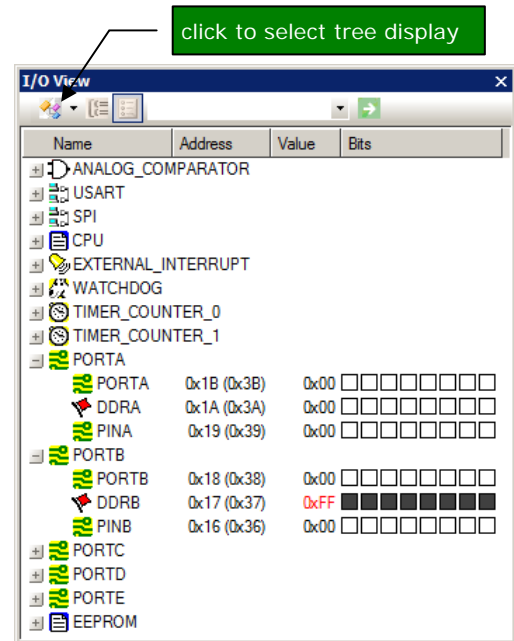 click to select tree display
I/O View
Name Address Value Bits
ANALOG_COMPARATOR
USART
SPI
CPU
EXTERNAL_INTERRUPT
WATCHDOG
TIMER_COUNTER_0
TIMER_COUNTER_1
PORTA
PORTA 0x1B (0x3B) 0x00
DDRA 0x1A (0x3A) 0x00
PINA 0x19 (0x39) 0x00
PORTB
PORTB 0x18 (0x38) 0x00
DDRB 0x17 (0x37) 0xFF
PINB 0x16 (0x36) 0x00
PORTC
PORTD
PORTE
EEPROM